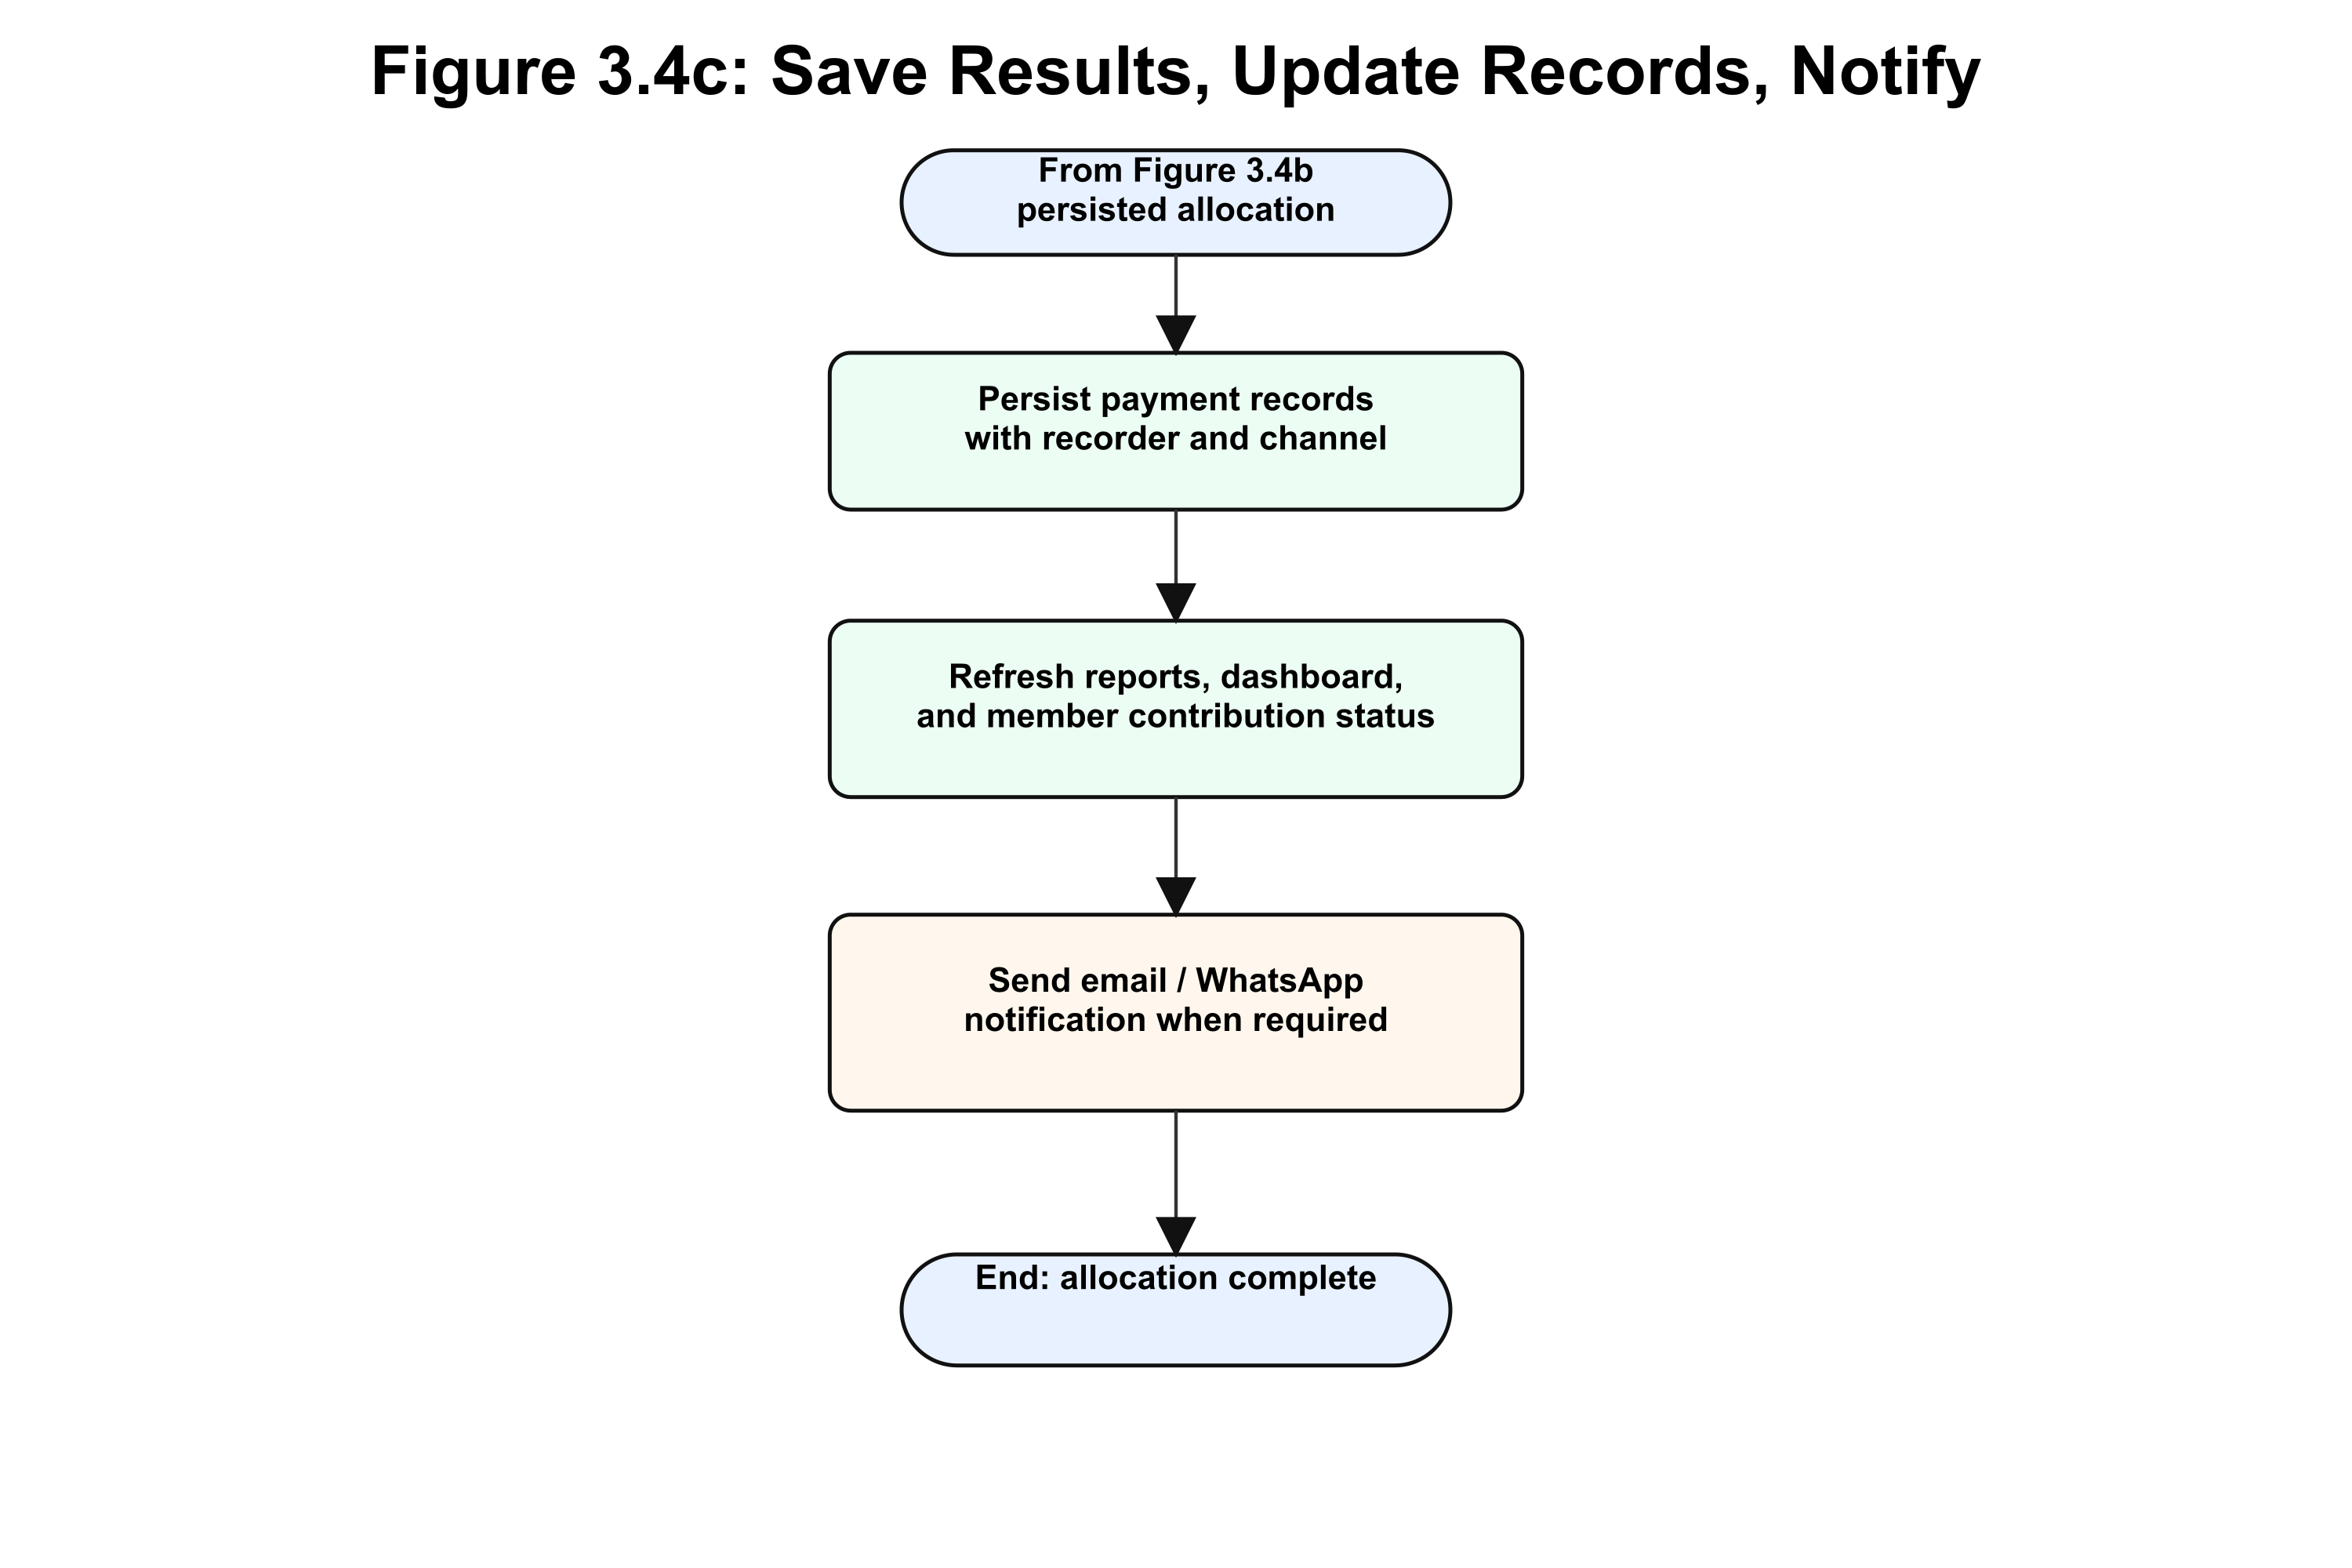 Figure 3.4c: Save Results, Update Records, Notify
From Figure 3.4b
persisted allocation
Persist payment records
with recorder and channel
Refresh reports, dashboard,
and member contribution status
Send email / WhatsApp
notification when required
End: allocation complete